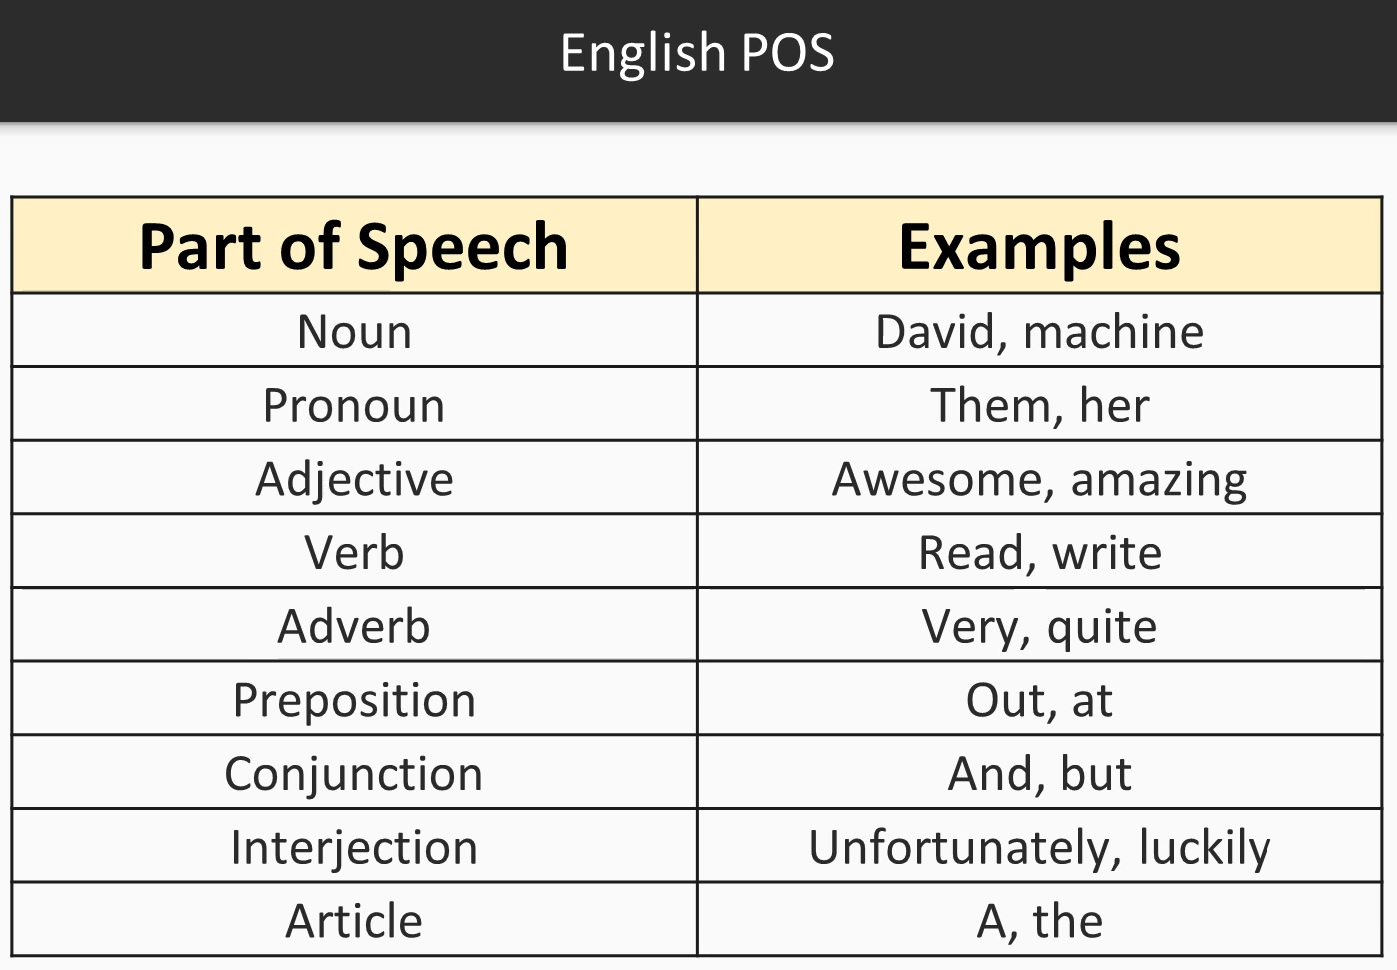 English POS
Part of Speech Examples
Noun David, machine
Pronoun Them, her
Adjective Awesome, amazing
Verb Read, write
Adverb Very, quite
Preposition Out, at
Conjunction And, but
Interjection Unfortunately, luckily
Article A, the